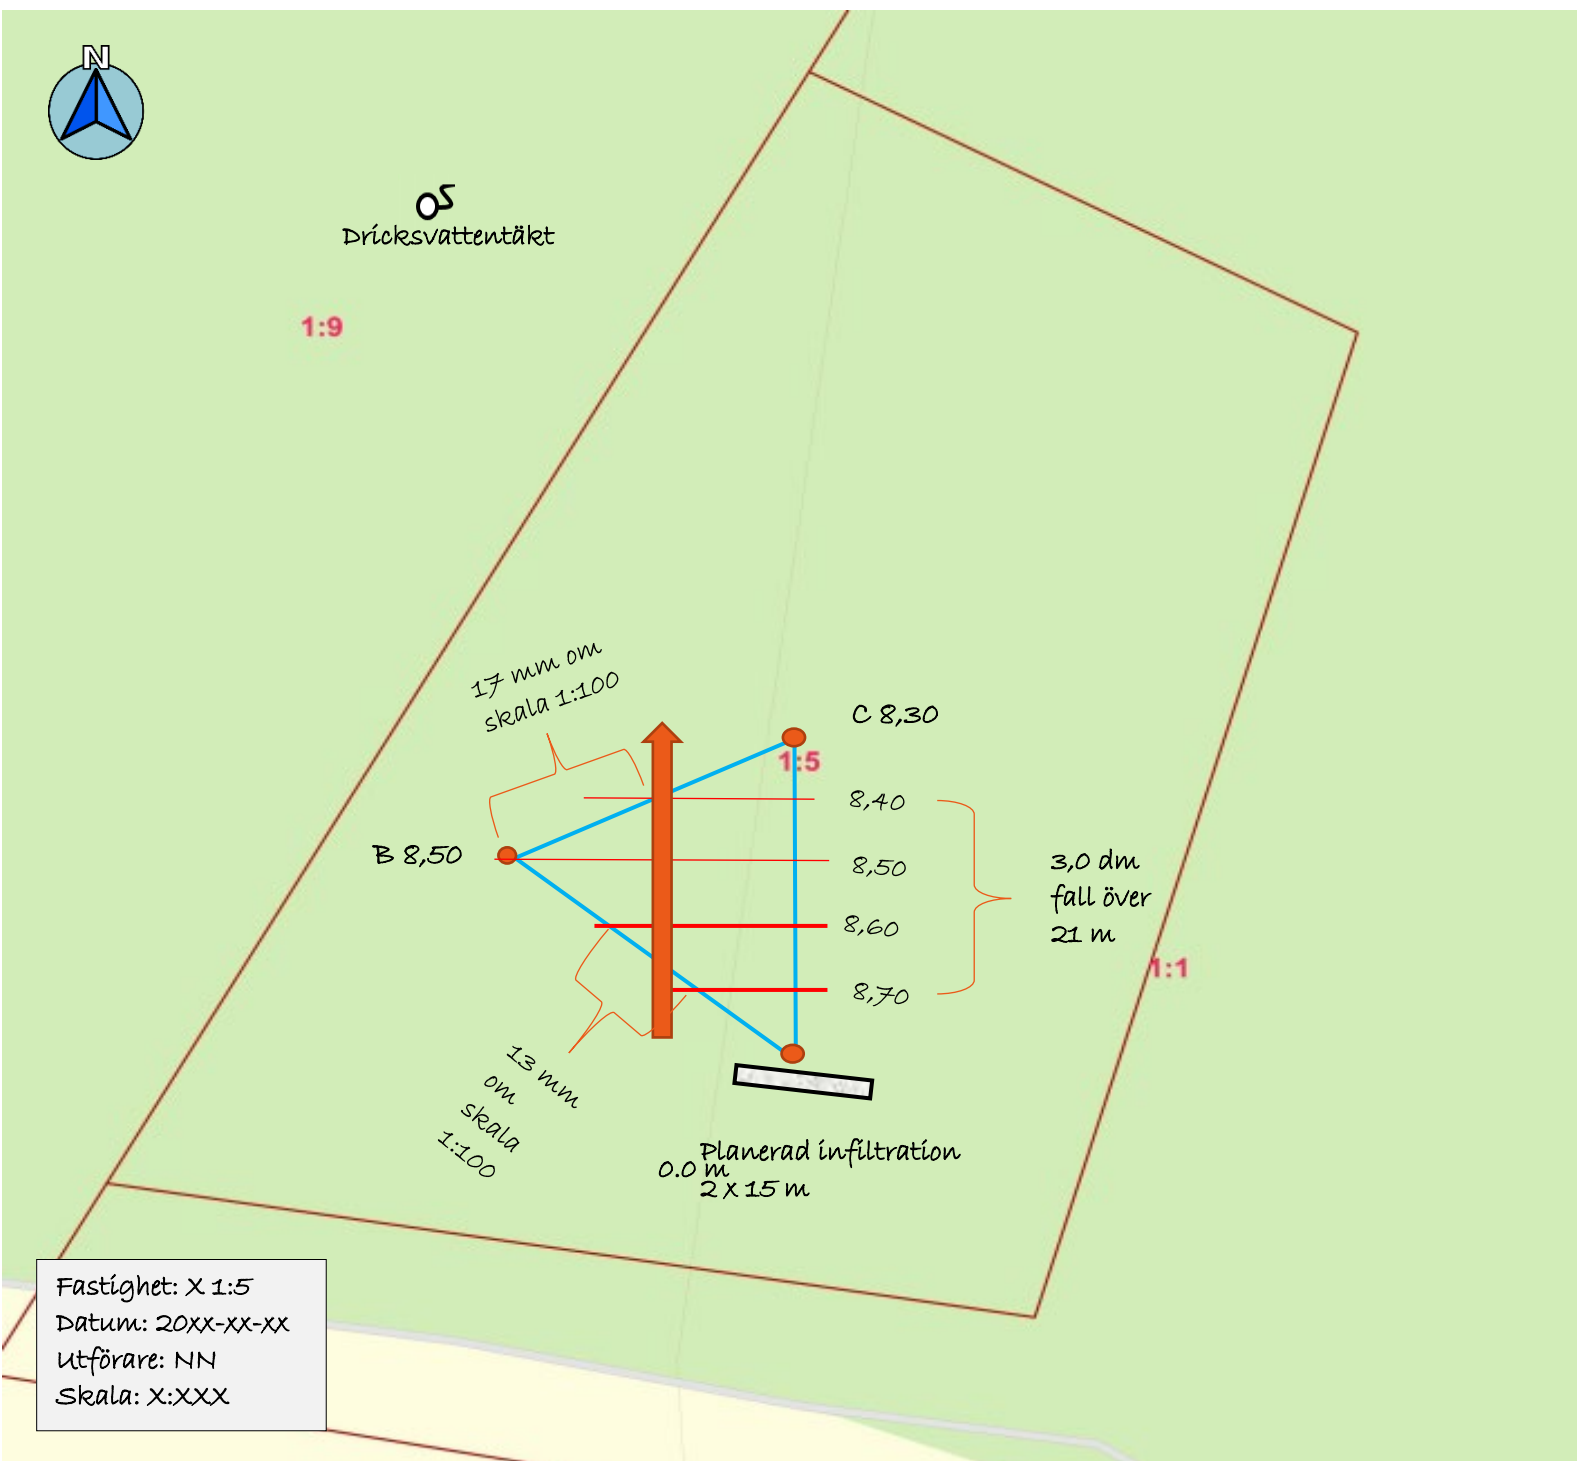 N
Dricksvattentäkt
1:9
17 mm om
skala 1:100
C 8,30
1:5
8,40
B 8,50
8,50
3,0 dm
fall över
21 m
8,60
1:1
8,70
13 mm
om
skala
1:100
Planerad infiltration
0.0 m
2 x 15 m
Fastighet: X 1:5
Datum: 20xx-xx-xx
Utförare: NN
Skala: X:XXX